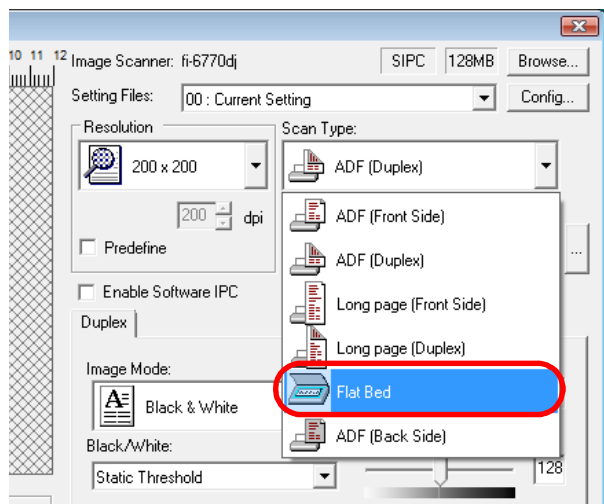 10 11 12
Image Scanner: fi-6770dj SIPC 128MB Browse...
Setting Files: 00 : Current Setting Config...
Resolution Scan Type:
200 x 200 ADF (Duplex)
200 dpi ADF (Front Side)
Predefine ADF (Duplex) ...
Enable Software IPC Long page (Front Side)
Duplex Long page (Duplex)
Image Mode:
Black & White Flat Bed
Black/White: ADF (Back Side)
Static Threshold 128